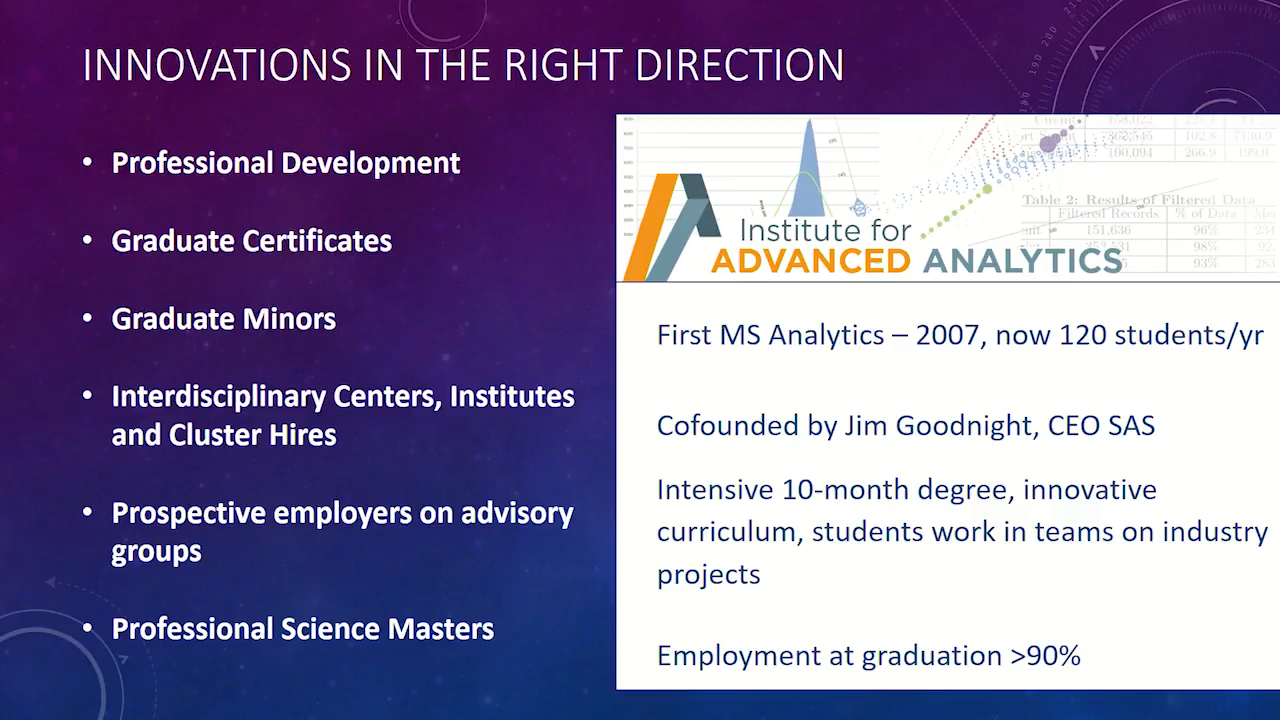 INNOVATIONS IN THE RIGHT DIRECTION
• Professional Development
• Graduate Certificates
• Graduate Minors
• Interdisciplinary Centers, Institutes
and Cluster Hires
• Prospective employers on advisory
groups
• Professional Science Masters
Institute for
ADVANCED ANALYTICS
Table 2: Results of Filtered Data
Filtered Records % of Data
151,636 96%
98%
93%
First MS Analytics – 2007, now 120 students/yr
Cofounded by Jim Goodnight, CEO SAS
Intensive 10-month degree, innovative
curriculum, students work in teams on industry
projects
Employment at graduation >90%